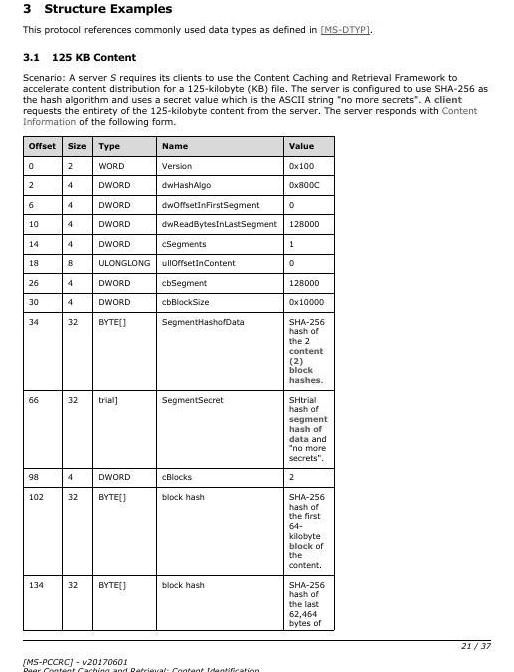 3 Structure Examples
This protocol references commonly used data types as defined in [MS-DTYP].
3.1 125 KB Content
Scenario: A server S requires its clients to use the Content Caching and Retrieval Framework to
accelerate content distribution for a 125-kilobyte (KB) file. The server is configured to use SHA-256 as
the hash algorithm and uses a secret value which is the ASCII string "no more secrets". A client
requests the entirety of the 125-kilobyte content from the server. The server responds with Content
Information of the following form.
Offset Size Type Name Value
0 2 WORD Version 0x100
2 4 DWORD dwHashAlgo 0x800C
6 4 DWORD dwOffsetInFirstSegment 0
10 4 DWORD dwReadBytesInLastSegment 128000
14 4 DWORD cSegments 1
18 8 ULONGLONG ullOffsetInContent 0
26 4 DWORD cbSegment 128000
30 4 DWORD cbBlockSize 0x10000
34 32 BYTE[] SegmentHashofData SHA-256
hash of
the 2
content
(2)
block
hashes.
66 32 trial] SegmentSecret SHtrial
hash of
segment
hash of
data and
"no more
secrets".
98 4 DWORD cBlocks 2
102 32 BYTE[] block hash SHA-256
hash of
the first
64-
kilobyte
block of
the
content.
134 32 BYTE[] block hash SHA-256
hash of
the last
62,464
bytes of
21 / 37
[MS-PCCRC] - v20170601
Peer Content Caching and Retrieval: Content Identification